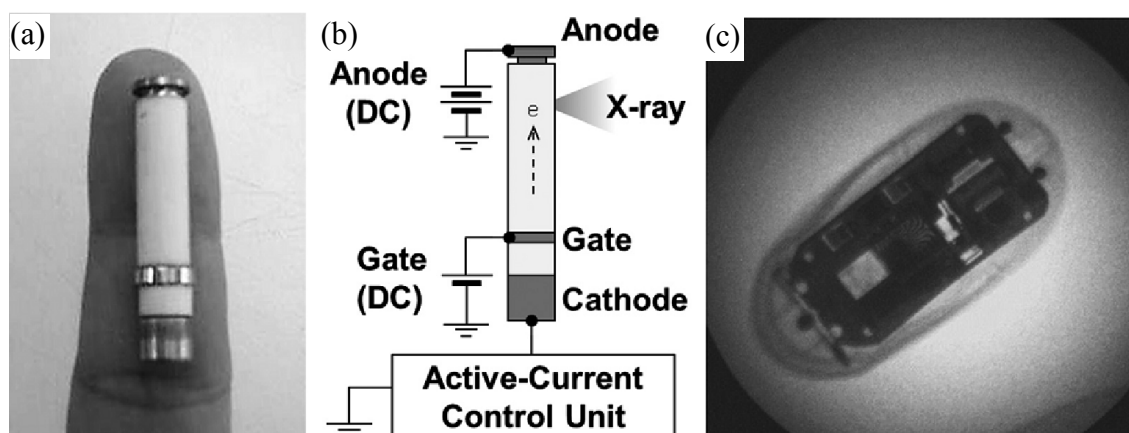 (a)
(b)
Anode
Anode
(DC)
e
X-ray
Gate
Gate
(DC)
Cathode
Active-Current
Control Unit
(c)